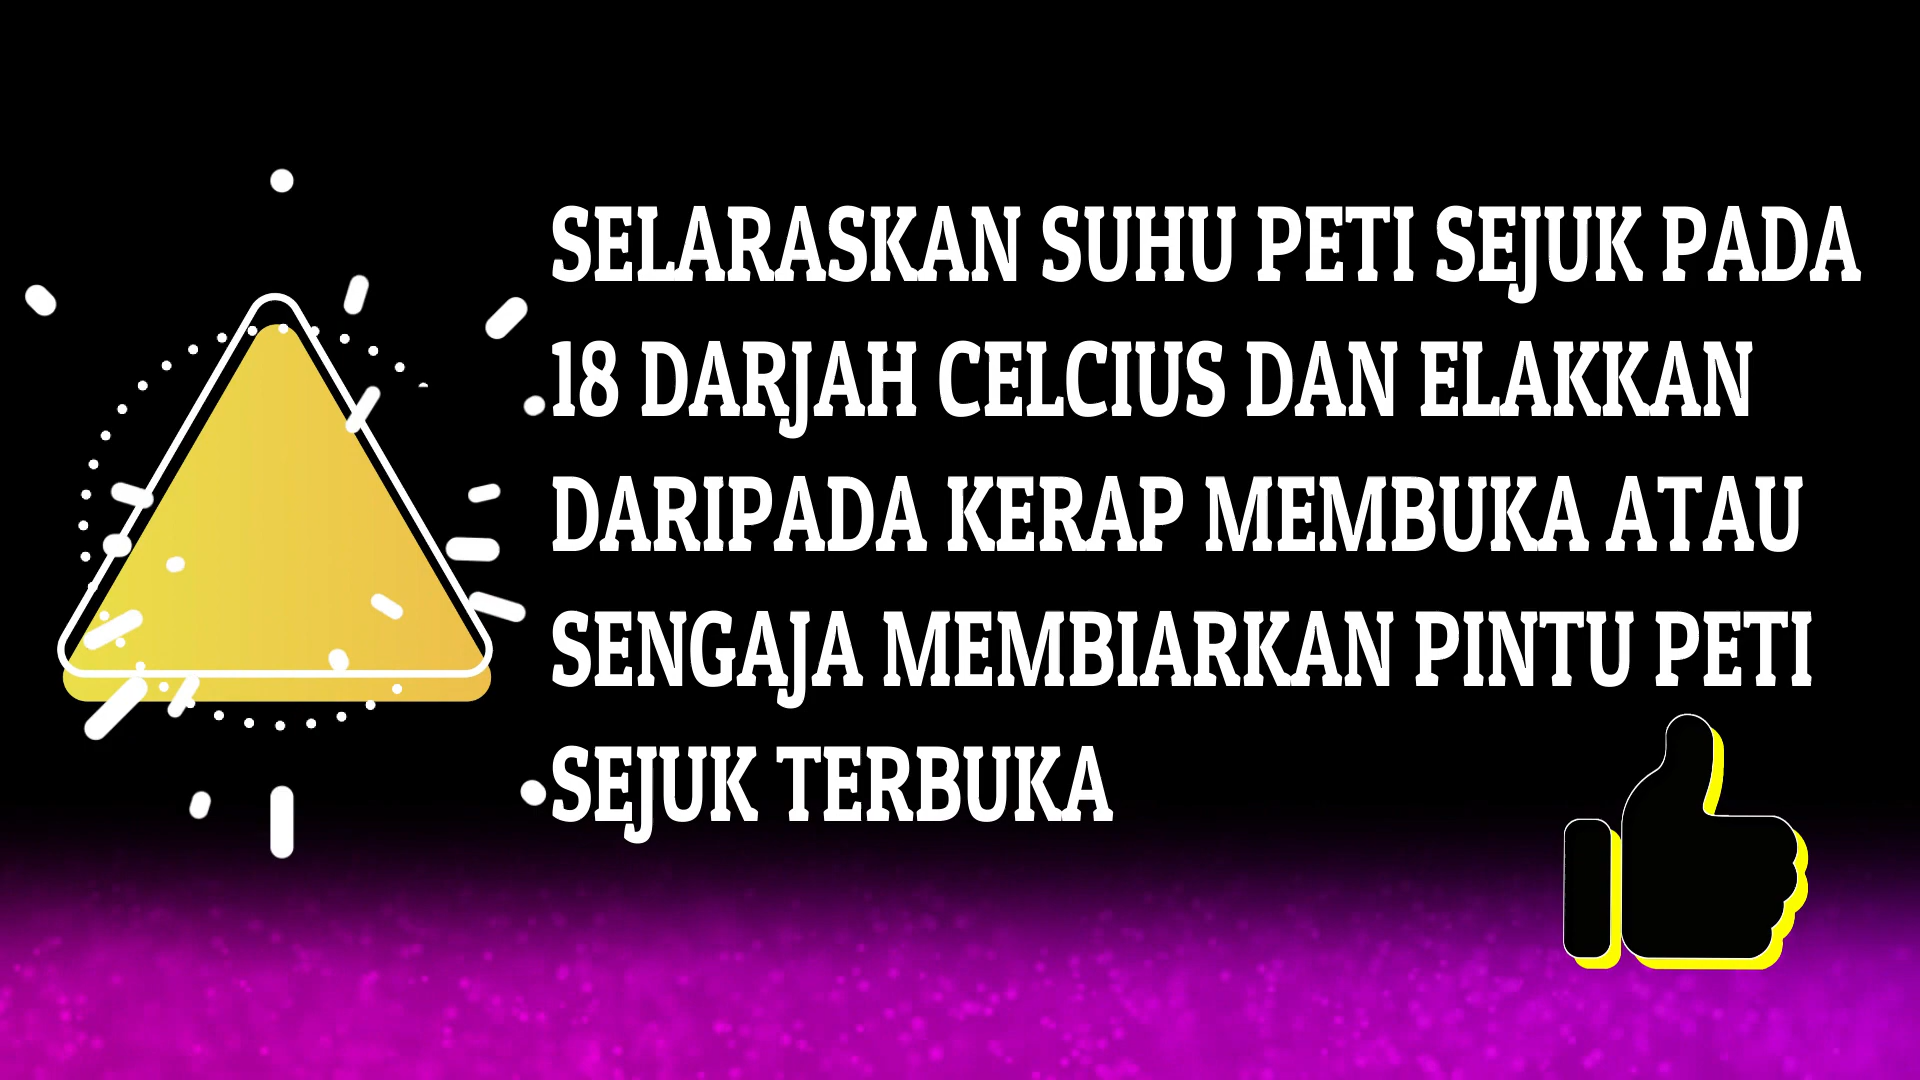 SELARASKAN SUHU PETI SEJUK PADA
18 DARJAH CELCIUS DAN ELAKKAN
DARIPADA KERAP MEMBUKA ATAU
SENGAJA MEMBIARKAN PINTU PETI
SEJUK TERBUKA